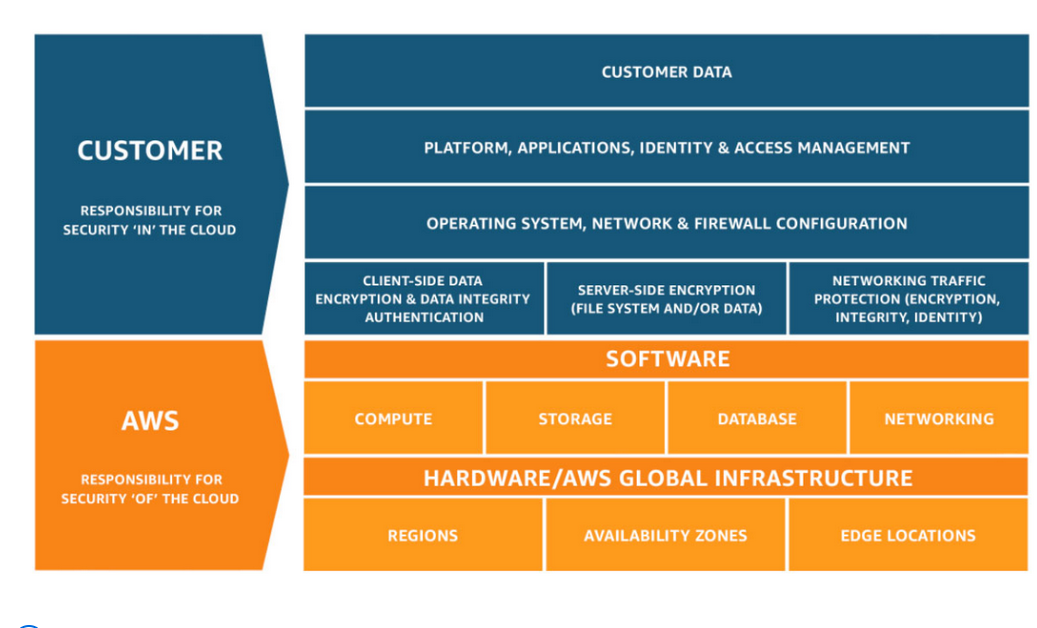 CUSTOMER
RESPONSIBILITY FOR
SECURITY ‘IN’ THE CLOUD
CUSTOMER DATA
PLATFORM, APPLICATIONS, IDENTITY & ACCESS MANAGEMENT
OPERATING SYSTEM, NETWORK & FIREWALL CONFIGURATION
CLIENT-SIDE DATA
ENCRYPTION & DATA INTEGRITY
AUTHENTICATION
SERVER-SIDE ENCRYPTION
(FILE SYSTEM AND/OR DATA)
NETWORKING TRAFFIC
PROTECTION (ENCRYPTION,
INTEGRITY, IDENTITY)
AWS
RESPONSIBILITY FOR
SECURITY ‘OF’ THE CLOUD
SOFTWARE
COMPUTE
STORAGE
DATABASE
NETWORKING
HARDWARE/AWS GLOBAL INFRASTRUCTURE
REGIONS
AVAILABILITY ZONES
EDGE LOCATIONS